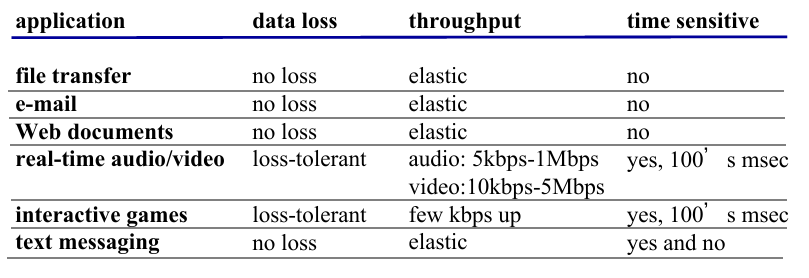 application data loss throughput time sensitive
file transfer no loss elastic no
e-mail no loss elastic no
Web documents no loss elastic no
real-time audio/video loss-tolerant audio: 5kbps-1Mbps yes, 100’ s msec
video:10kbps-5Mbps
interactive games loss-tolerant few kbps up yes, 100’ s msec
text messaging no loss elastic yes and no